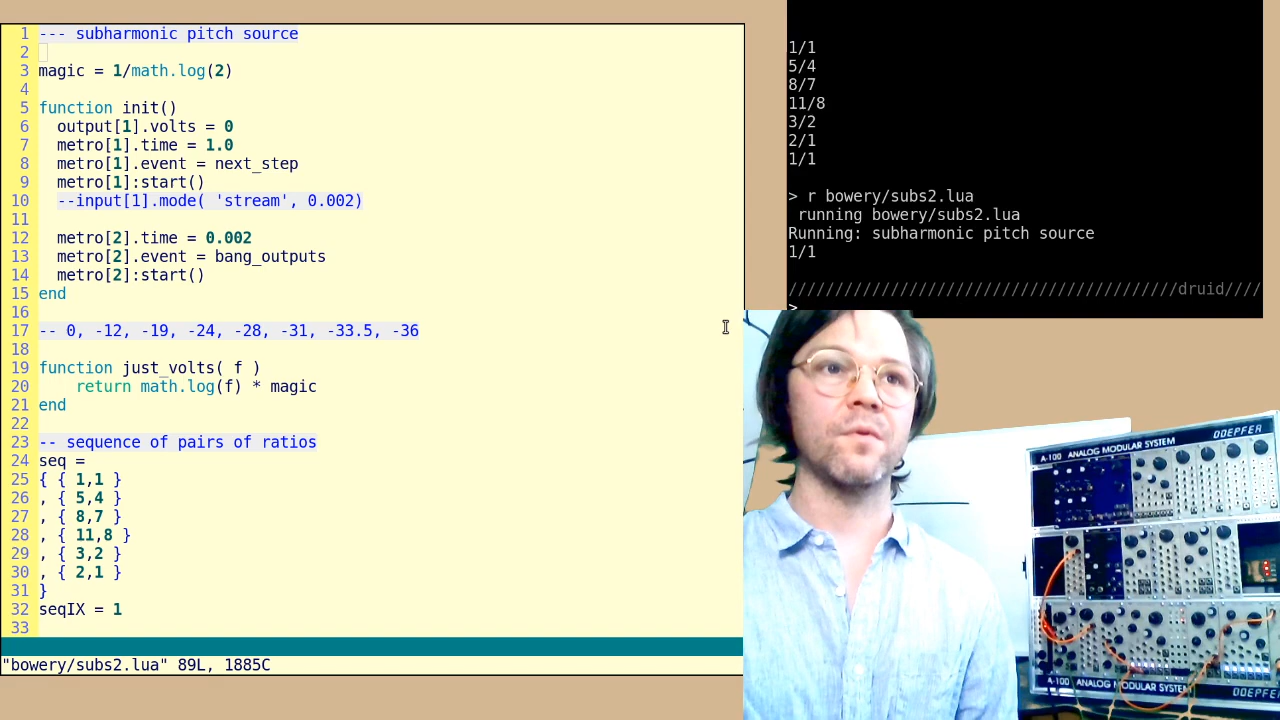 1 --- subharmonic pitch source
2
3 magic = 1/math.log(2)
4
5 function init()
6 output[1].volts = 0
7 metro[1].time = 1.0
8 metro[1].event = next_step
9 metro[1]:start()
10 --input[1].mode( 'stream', 0.002)
11
12 metro[2].time = 0.002
13 metro[2].event = bang_outputs
14 metro[2]:start()
15 end
16
17 -- 0, -12, -19, -24, -28, -31, -33.5, -36
18
19 function just_volts( f )
20 return math.log(f) * magic
21 end
22
23 -- sequence of pairs of ratios
24 seq =
25 { { 1,1 }
26 , { 5,4 }
27 , { 8,7 }
28 , { 11,8 }
29 , { 3,2 }
30 , { 2,1 }
31 }
32 seqIX = 1
33
"bowery/subs2.lua" 89L, 1885C
1/1
5/4
8/7
11/8
3/2
2/1
1/1
> r bowery/subs2.lua
running bowery/subs2.lua
Running: subharmonic pitch source
1/1
//////////////////////////////////////////druid////
>
A-100 ANALOG MODULAR SYSTEM DOEPFER
A-100 ANALOG MODULAR SYSTEM DOEPFER